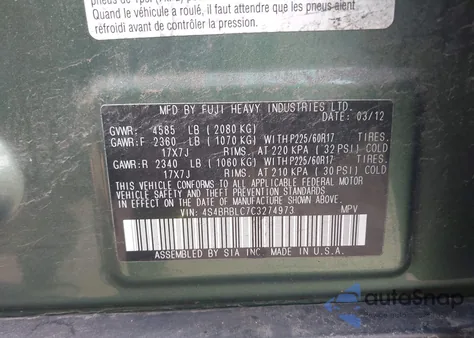 pneus de
Quand le véhicule a roulé, il faut attendre que les pneus aient
refroidi avant de contrôler la pression.
MFD BY FUJI HEAVY INDUSTRIES LTD.
DATE: 03/12
GVWR: 4585 LB (2080 KG)
GAWR:F 2360 LB (1070 KG) WITH P225/60R17 TIRES,
17X7J RIMS, AT 220 KPA (32 PSI) COLD
GAWR:R 2340 LB (1060 KG) WITH P225/60R17 TIRES,
17X7J RIMS, AT 210 KPA (30 PSI) COLD
THIS VEHICLE CONFORMS TO ALL APPLICABLE FEDERAL MOTOR
VEHICLE SAFETY, BUMPER, AND THEFT PREVENTION STANDARDS
IN EFFECT ON THE DATE OF MANUFACTURE SHOWN ABOVE.
VIN: 4S4BRBLC7C3274973 MPV
ASSEMBLED BY SIA INC. MADE IN U.S.A.
autoSnap